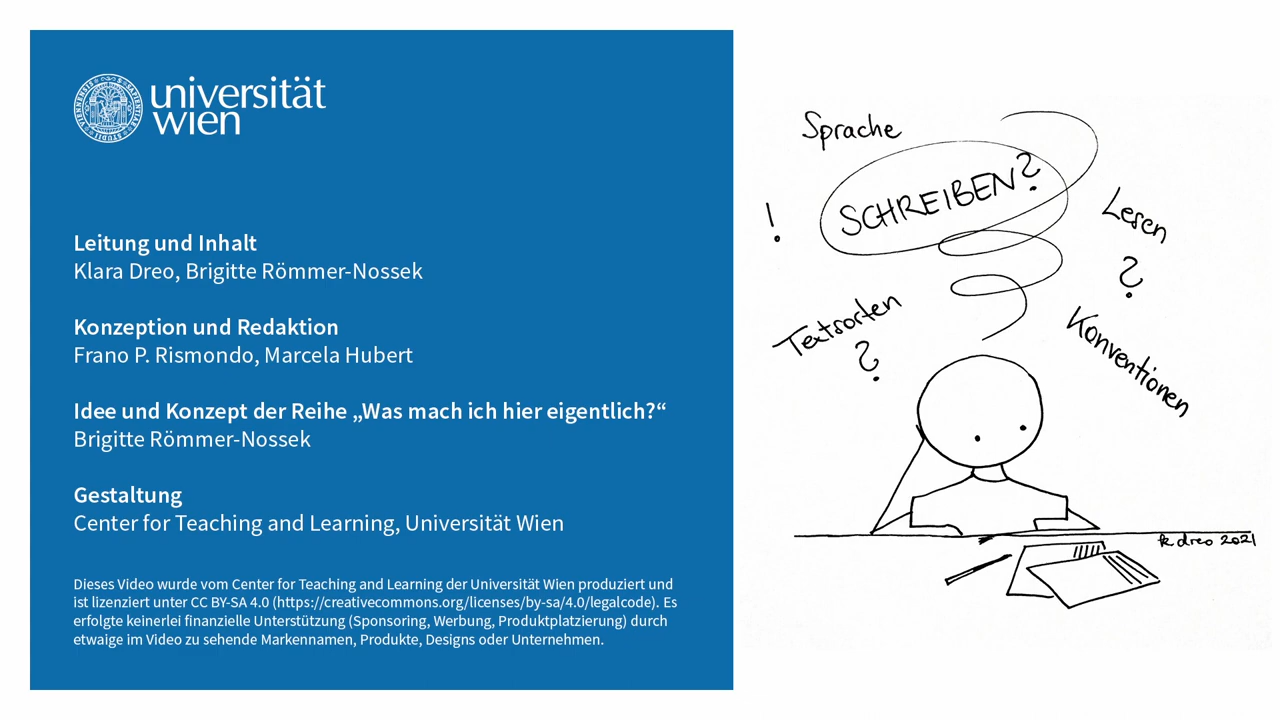 universität
wien
Leitung und Inhalt
Klara Dreo, Brigitte Römmer-Nossek
Konzeption und Redaktion
Frano P. Rismondo, Marcela Hubert
Idee und Konzept der Reihe „Was mach ich hier eigentlich?“
Brigitte Römmer-Nossek
Gestaltung
Center for Teaching and Learning, Universität Wien
Dieses Video wurde vom Center for Teaching and Learning der Universität Wien produziert und
ist lizenziert unter CC BY-SA 4.0 (https://creativecommons.org/licenses/by-sa/4.0/legalcode). Es
erfolgte keinerlei finanzielle Unterstützung (Sponsoring, Werbung, Produktplatzierung) durch
etwaige im Video zu sehende Markennamen, Produkte, Designs oder Unternehmen.
Sprache
SCHREIBEN?
!
Lesen
?
Textsorten
?
Konventionen
k dreo 2021